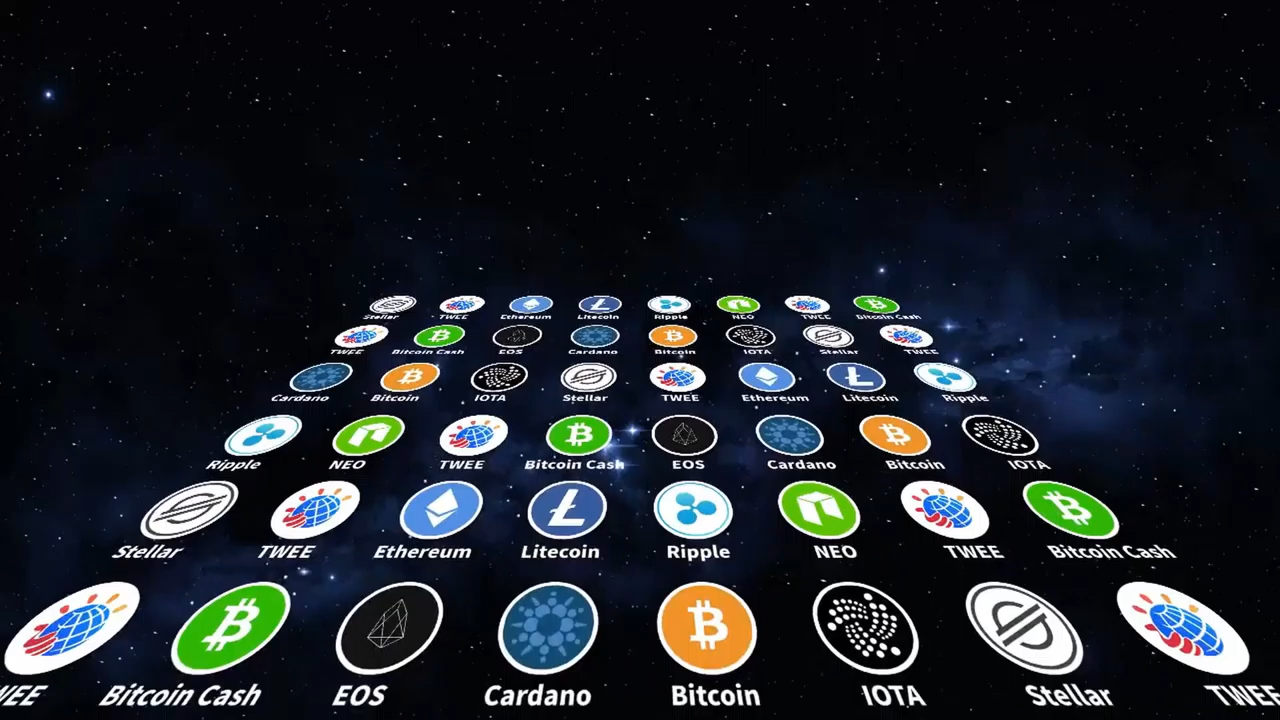 Stellar TWEE Ethereum Litecoin Ripple NEO TWEE Bitcoin Cash
TWEE Bitcoin Cash EOS Cardano Bitcoin IOTA Stellar TWEE
Cardano Bitcoin IOTA Stellar TWEE Ethereum Litecoin Ripple
Ripple NEO TWEE Bitcoin Cash EOS Cardano Bitcoin IOTA
Stellar TWEE Ethereum Litecoin Ripple NEO TWEE Bitcoin Cash
WEE Bitcoin Cash EOS Cardano Bitcoin IOTA Stellar TWEE